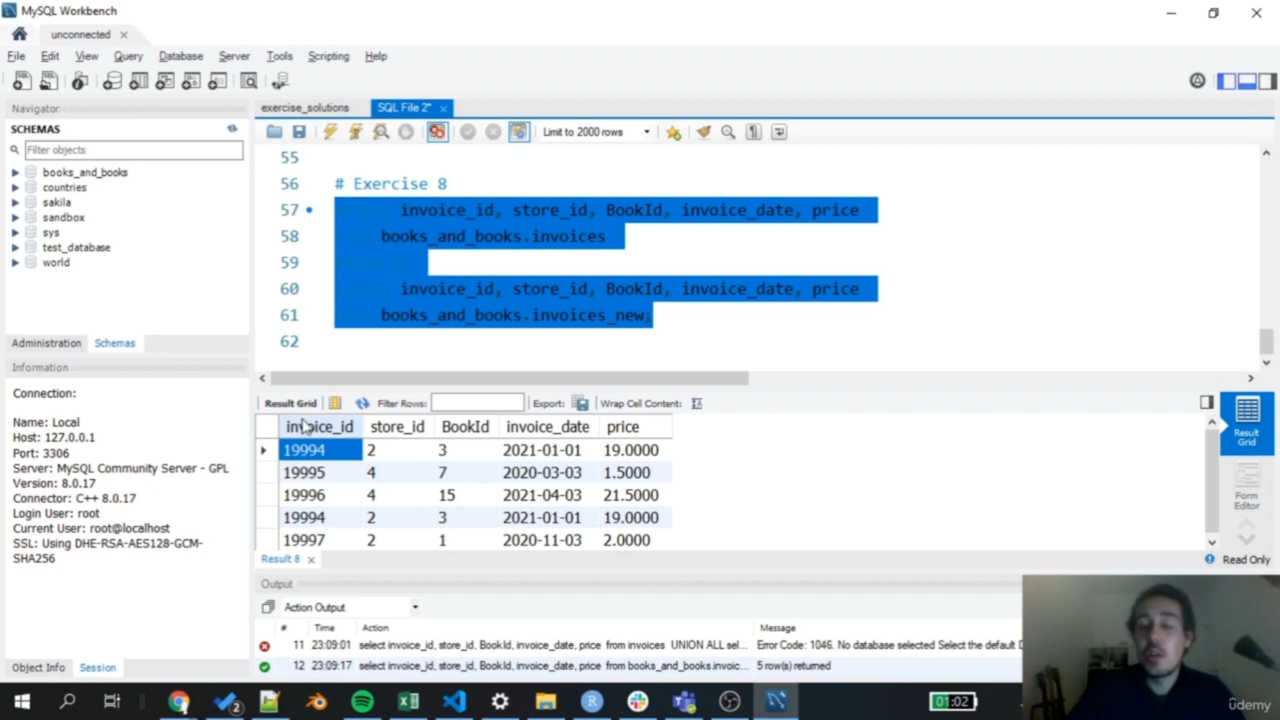 MySQL Workbench
unconnected
File Edit View Query Database Server Tools Scripting Help
Navigator
exercise_solutions SQL File 2*
SCHEMAS
Limit to 2000 rows
Filter objects
books_and_books
countries
sakila
sandbox
sys
test_database
world
55
56 # Exercise 8
57 invoice_id, store_id, BookId, invoice_date, price
58 books_and_books.invoices
59
60 invoice_id, store_id, BookId, invoice_date, price
61 books_and_books.invoices_new;
62
Administration Schemas
Information
Connection:
Name: Local
Host: 127.0.0.1
Port: 3306
Server: MySQL Community Server - GPL
Version: 8.0.17
Connector: C++ 8.0.17
Login User: root
Current User: root@localhost
SSL: Using DHE-RSA-AES128-GCM-
SHA256
Result Grid Filter Rows: Export: Wrap Cell Content:
invoice_id store_id BookId invoice_date price
19994 2 3 2021-01-01 19.0000
19995 4 7 2020-03-03 1.5000
19996 4 15 2021-04-03 21.5000
19994 2 3 2021-01-01 19.0000
19997 2 1 2020-11-03 2.0000
Result
Grid
Form
Editor
Result 8
Read Only
Output
Action Output
# Time Action Message
11 23:09:01 select invoice_id, store_id, BookId, invoice_date, price from invoices UNION ALL sel... Error Code: 1046. No database selected Select the default
12 23:09:17 select invoice_id, store_id, BookId, invoice_date, price from books_and_books.invoic... 5 row(s) returned
Object Info Session
2
01:02
ûdemy